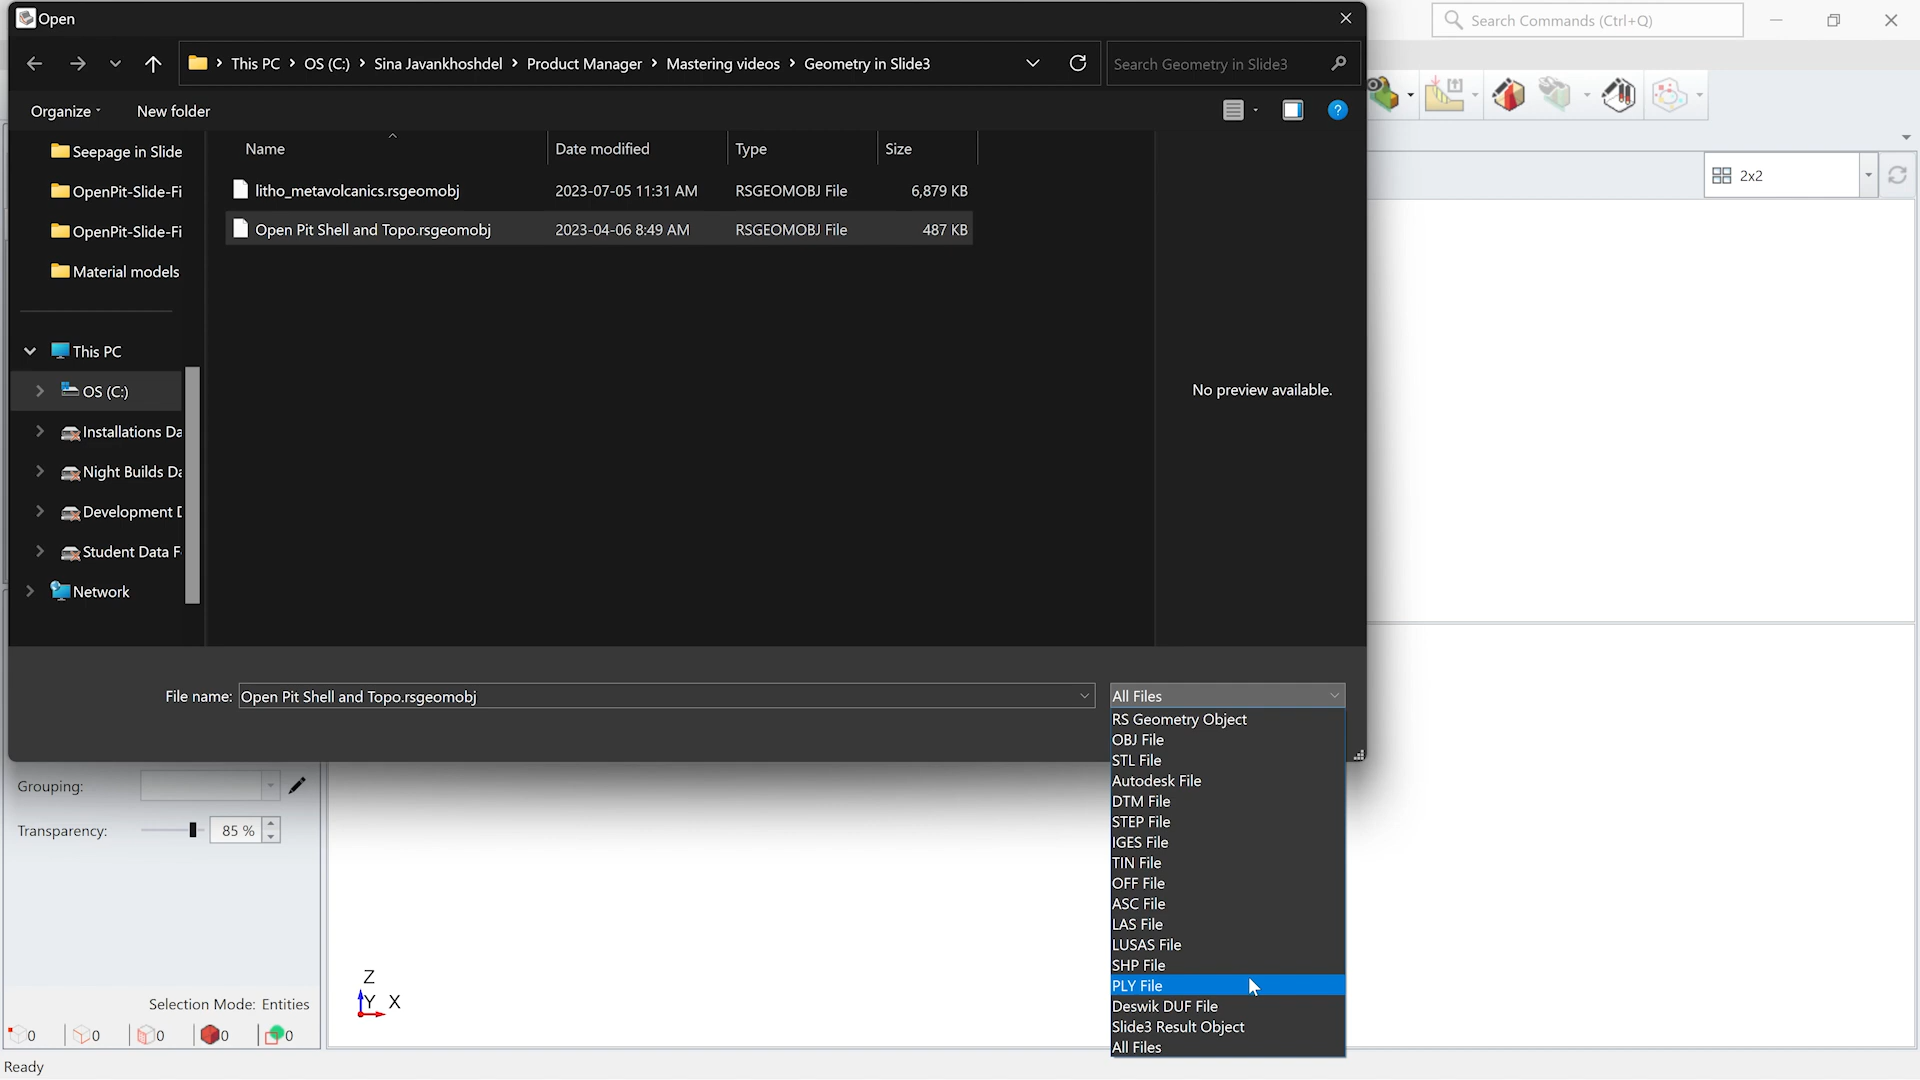 Open
Search Commands (Ctrl+Q)
This PC > OS (C:) > Sina Javankhoshdel > Product Manager > Mastering videos > Geometry in Slide3
Search Geometry in Slide3
Organize
New folder
2x2
Seepage in Slide
OpenPit-Slide-Fi
OpenPit-Slide-Fi
Material models
This PC
OS (C:)
Installations Da
Night Builds Da
Development D
Student Data F
Network
Name Date modified Type Size
litho_metavolcanics.rsgeomobj 2023-07-05 11:31 AM RSGEOMOBJ File 6,879 KB
Open Pit Shell and Topo.rsgeomobj 2023-04-06 8:49 AM RSGEOMOBJ File 487 KB
No preview available.
File name: Open Pit Shell and Topo.rsgeomobj
All Files
RS Geometry Object
OBJ File
STL File
Autodesk File
DTM File
STEP File
IGES File
TIN File
OFF File
ASC File
LAS File
LUSAS File
SHP File
PLY File
Deswik DUF File
Slide3 Result Object
All Files
Grouping:
Transparency: 85 %
Z
Y X
Selection Mode: Entities
0 0 0 0 0
Ready